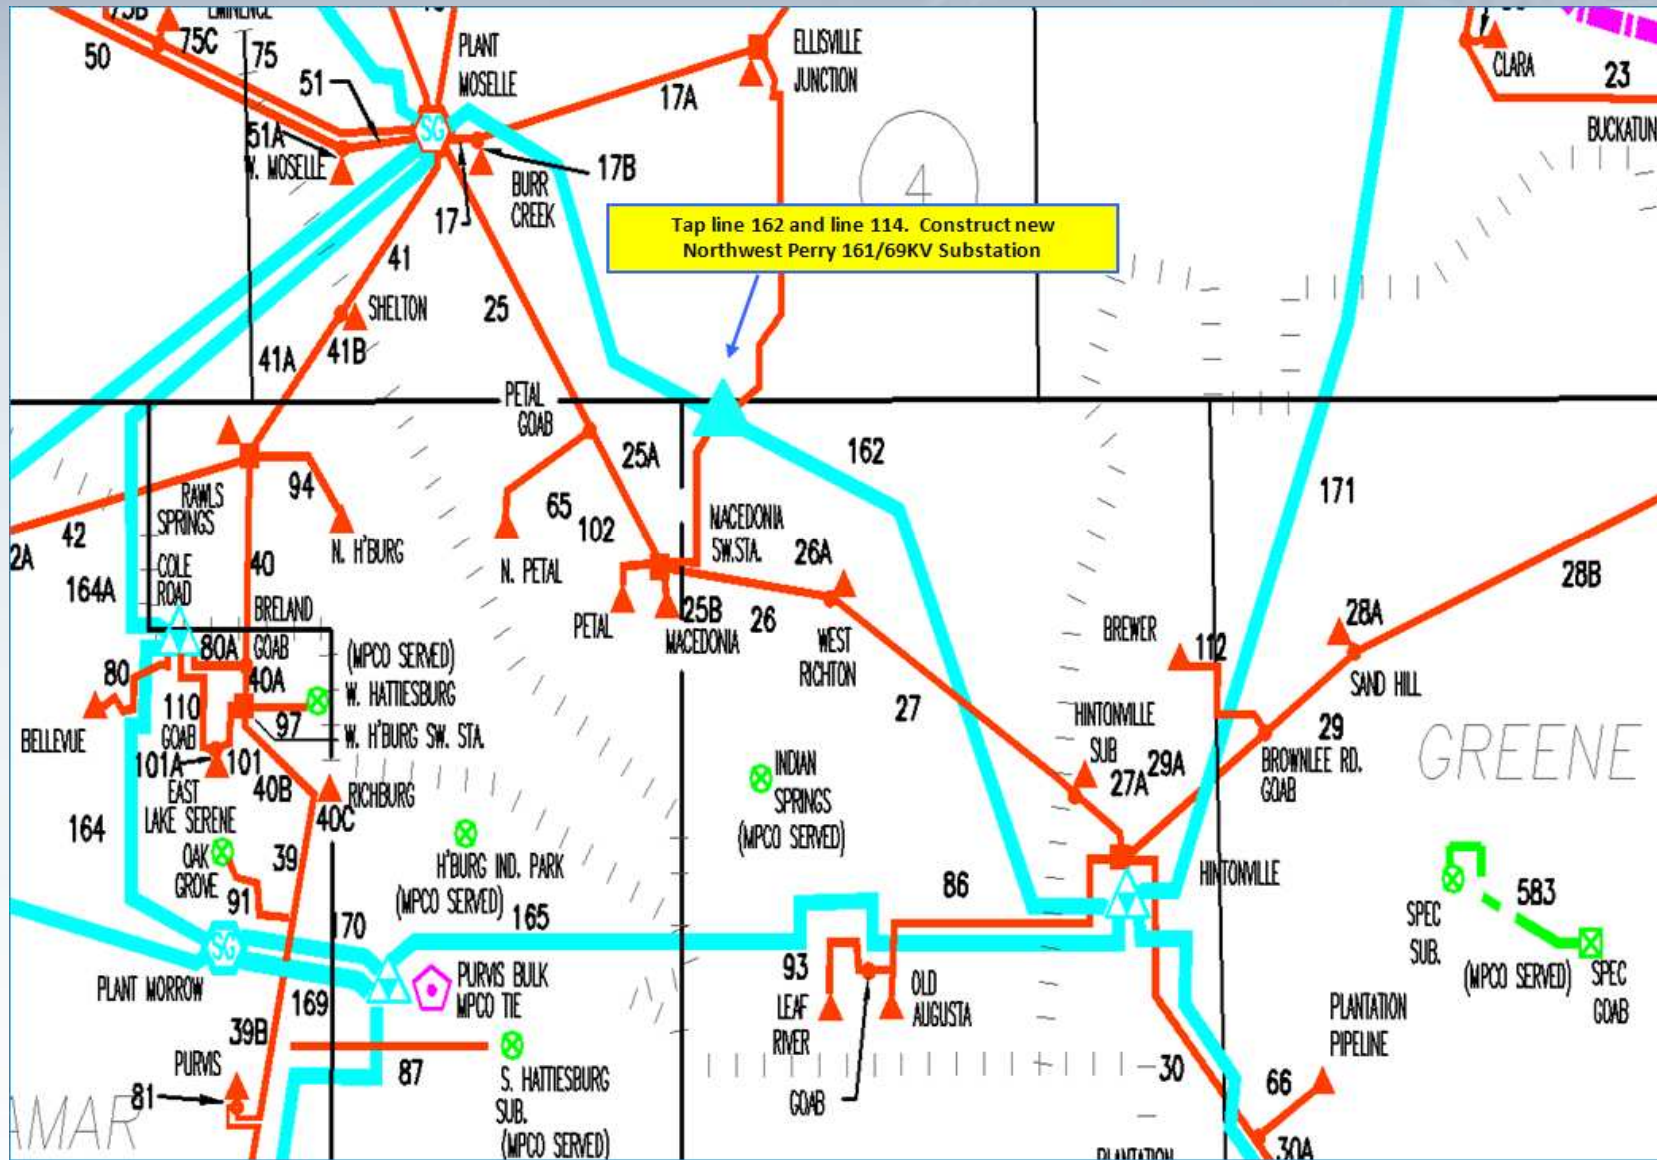 75B
EMINENCE
75C
75
50
51
PLANT
MOSELLE
ELLISVILLE
JUNCTION
17A
CLARA
23
BUCKATUN
51A
W. MOSELLE
SG
17B
BURR
CREEK
17
4
Tap line 162 and line 114. Construct new
Northwest Perry 161/69KV Substation
41
SHELTON
25
41A
41B
PETAL
GOAB
25A
162
171
RAWLS
SPRINGS
94
42
2A
N. H'BURG
65
102
N. PETAL
MACEDONIA
SW.STA.
26A
28B
COLE
ROAD
40
164A
BRELAND
GOAB
PETAL
25B
MACEDONIA
26
WEST
RICHTON
BREWER
112
28A
SAND HILL
80A
80
40A
(MPCO SERVED)
W. HATTIESBURG
110
GOAB
97
W. H'BURG SW. STA.
BELLEVUE
27
HINTONVILLE
SUB
29
29A
BROWNLEE RD.
GOAB
GREENE
101A
101
EAST
LAKE SERENE
40B
RICHBURG
40C
INDIAN
SPRINGS
(MPCO SERVED)
27A
164
OAK
GROVE
39
H'BURG IND. PARK
(MPCO SERVED)
86
HINTONVILLE
91
170
165
SPEC
SUB.
583
(MPCO SERVED)
SPEC
GOAB
SG
PLANT MORROW
169
PURVIS BULK
MPCO TIE
93
LEAF
RIVER
OLD
AUGUSTA
PLANTATION
PIPELINE
39B
PURVIS
81
87
S. HATTIESBURG
SUB.
(MPCO SERVED)
GOAB
30
66
AMAR
PLANTATION
30A